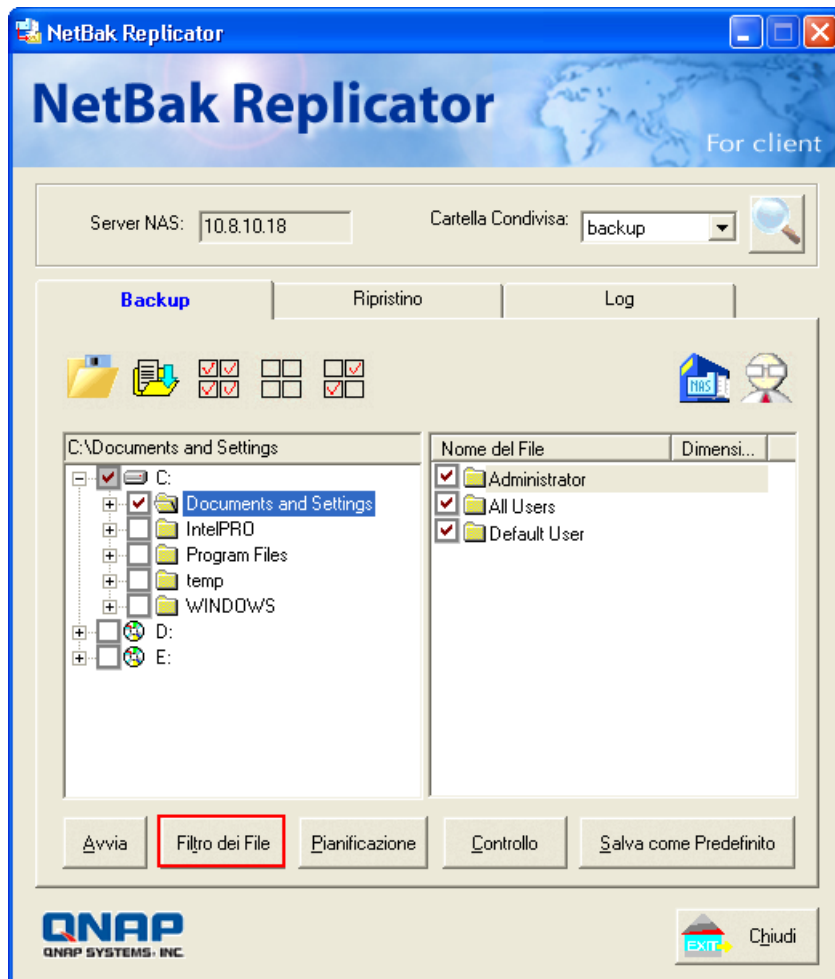 NetBak Replicator
NetBak Replicator
For client
Server NAS: 10.8.10.18 Cartella Condivisa: backup
Backup Ripristino Log
NAS
C:\Documents and Settings
C:
Documents and Settings
IntelPRO
Program Files
temp
WINDOWS
D:
E:
Nome del File Dimensi...
Administrator
All Users
Default User
Avvia Filtro dei File Pianificazione Controllo Salva come Predefinito
QNAP
QNAP SYSTEMS, INC
EXIT Chiudi